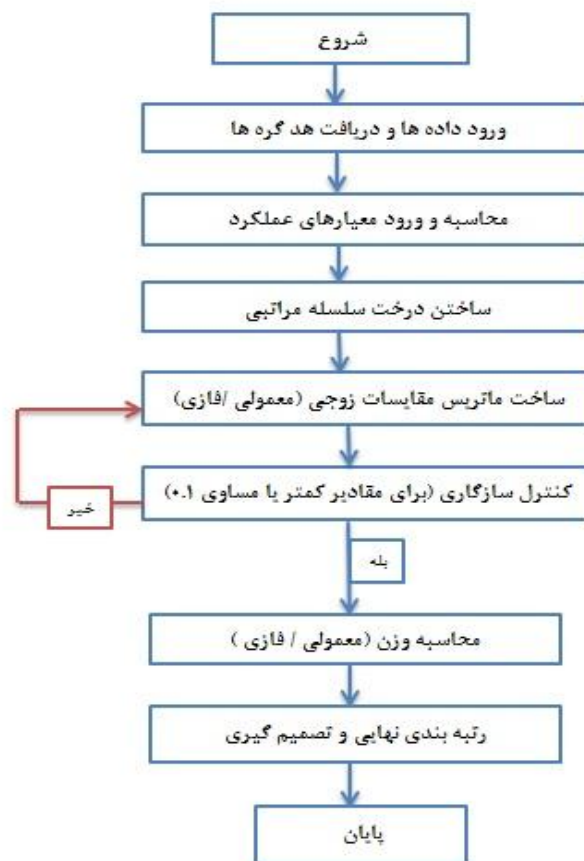 شروع
ورود داده ها و دریافت هد گره ها
محاسبه و ورود معیارهای عملکرد
ساختن درخت سلسله مراتبی
ساخت ماتریس مقایسات زوجی (معمولی /فازی)
کنترل سازگاری (برای مقادیر کمتر یا مساوی ۰.۱)
خیر
بله
محاسبه وزن (معمولی / فازی )
رتبه بندی نهایی و تصمیم گیری
پایان